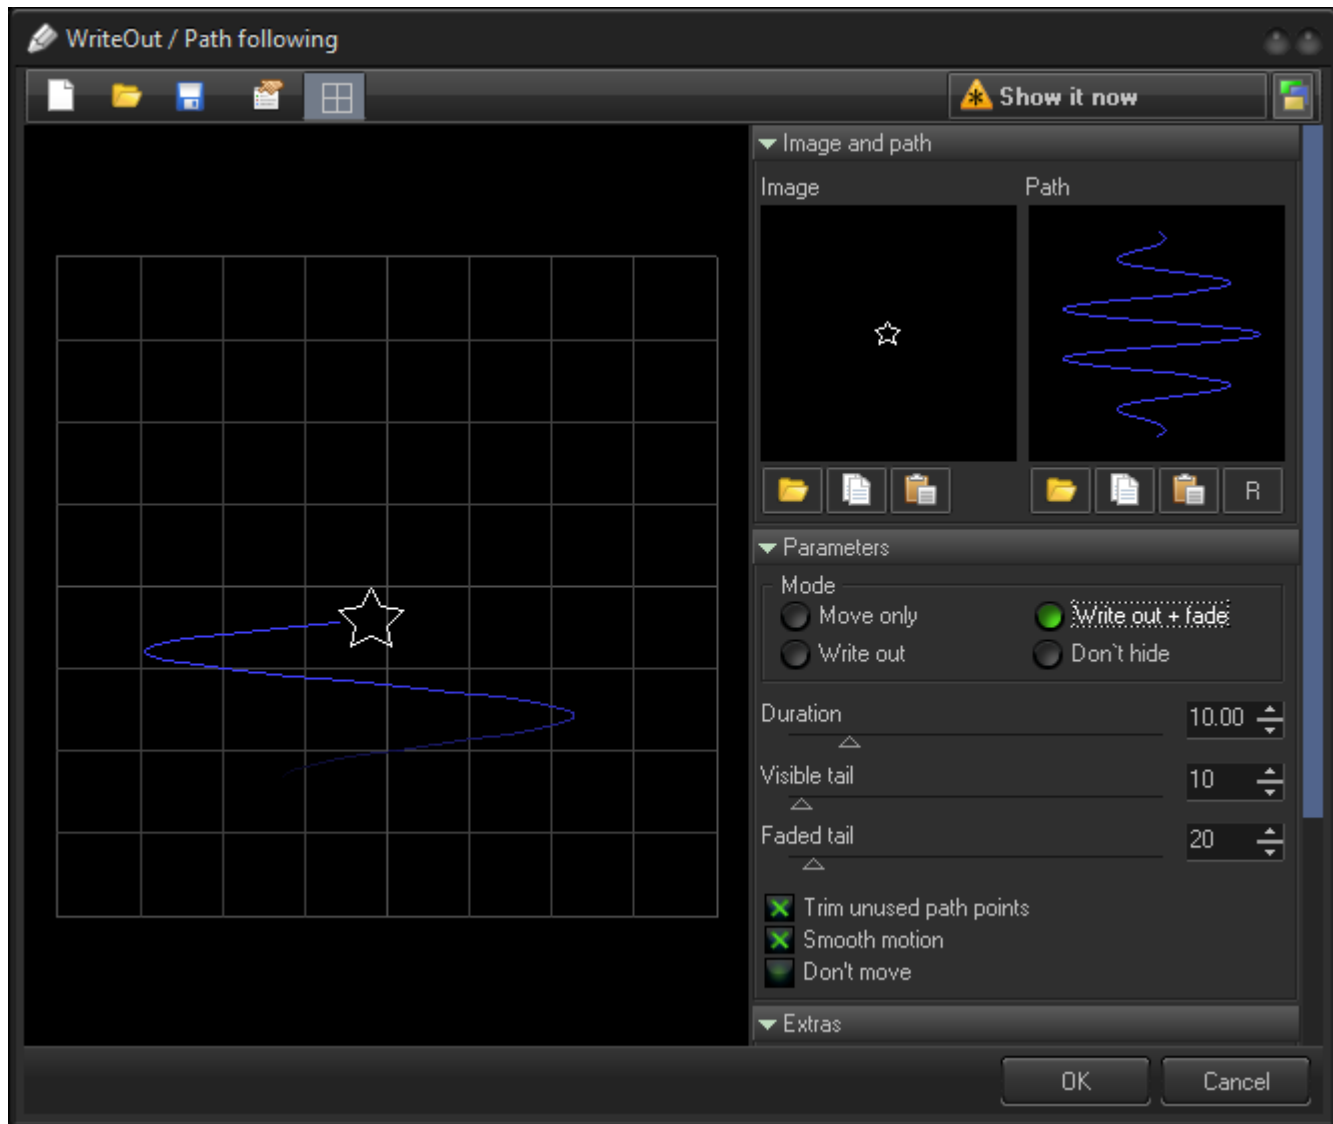 WriteOut / Path following
Show it now
Image and path
Image Path
R
Parameters
Mode
Move only Write out + fade
Write out Don't hide
Duration 10.00
Visible tail 10
Faded tail 20
Trim unused path points
Smooth motion
Don't move
Extras
OK Cancel